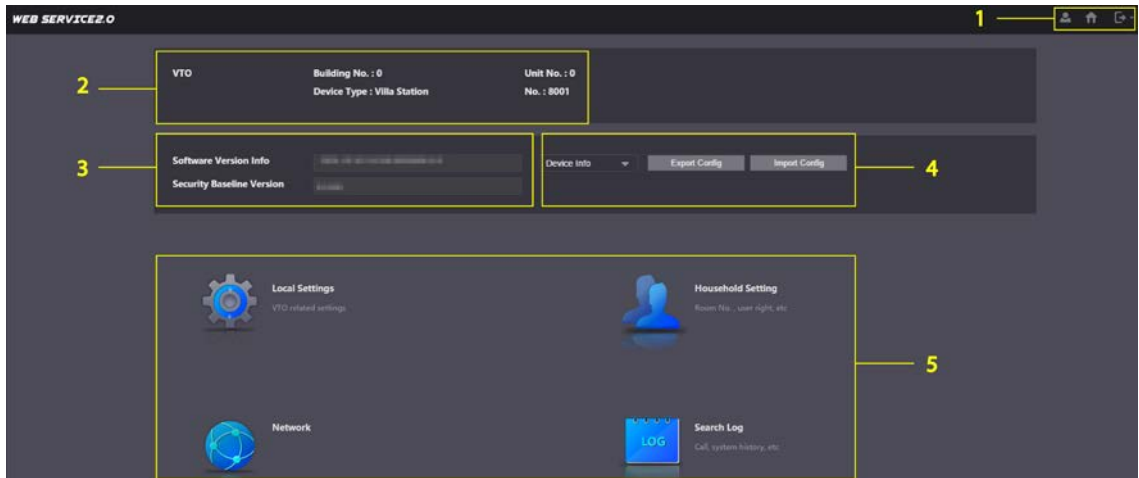 WEB SERVICE2.0
1
2
VTO Building No. : 0 Unit No. : 0
Device Type : Villa Station No. : 8001
3
Software Version Info
Security Baseline Version
Device Info Export Config Import Config
4
Local Settings
VTO related settings
Household Setting
Room No., user right, etc
5
Network
Search Log
Call, system history, etc
LOG